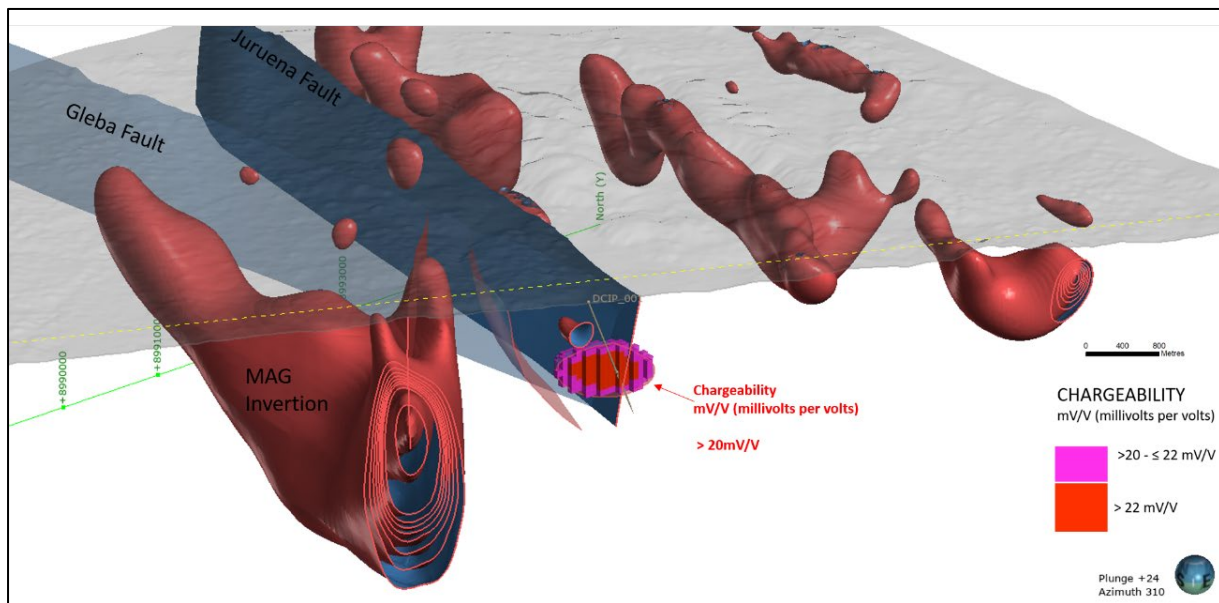 Juruena Fault
Gleba Fault
North (Y)
993000
+8991000
+8990000
DCIP_00
MAG
Invertion
Chargeability
mV/V (millivolts per volts)
> 20mV/V
0 400 800
Metres
CHARGEABILITY
mV/V (millivolts per volts)
>20 - ≤ 22 mV/V
> 22 mV/V
Plunge +24
Azimuth 310
S E